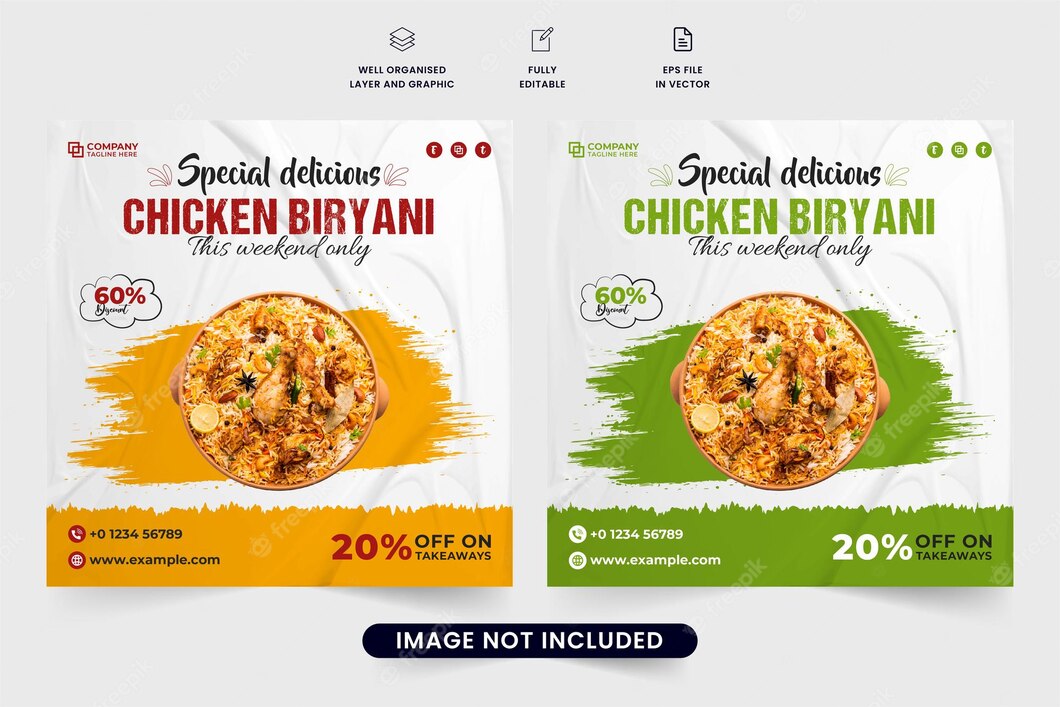 WELL ORGANISED
LAYER AND GRAPHIC
FULLY
EDITABLE
EPS FILE
IN VECTOR
COMPANY
TAGLINE HERE
Special delicious
CHICKEN BIRYANI
This weekend only
60%
Discount
+0 1234 56789
www.example.com
20% OFF ON
TAKEAWAYS
COMPANY
TAGLINE HERE
Special delicious
CHICKEN BIRYANI
This weekend only
60%
Discount
+0 1234 56789
www.example.com
20% OFF ON
TAKEAWAYS
IMAGE NOT INCLUDED
freepik